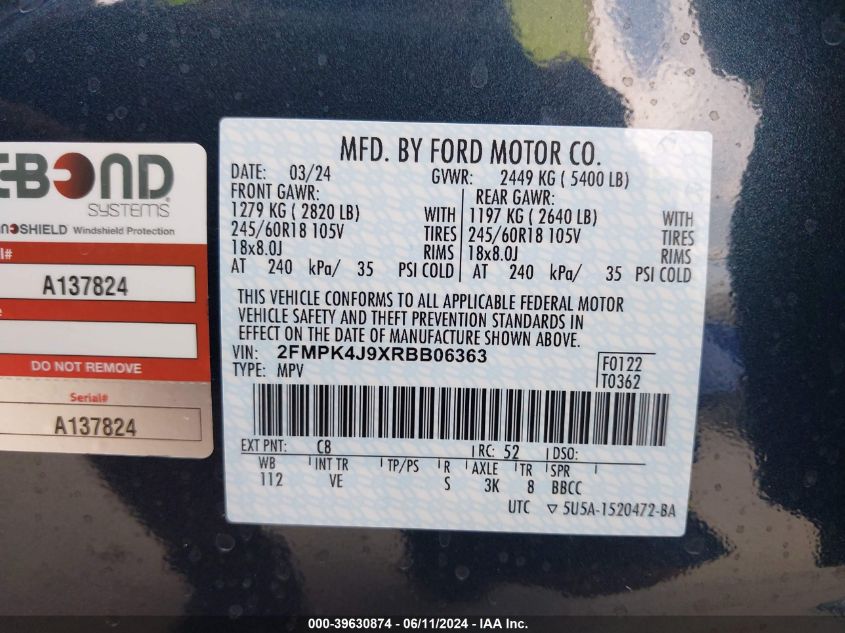 MFD. BY FORD MOTOR CO.
DATE: 03/24 GVWR: 2449 KG ( 5400 LB)
FRONT GAWR: REAR GAWR:
1279 KG ( 2820 LB) WITH 1197 KG ( 2640 LB) WITH
245/60R18 105V TIRES 245/60R18 105V TIRES
18x8.0J RIMS 18x8.0J RIMS
AT 240 kPa/ 35 PSI COLD AT 240 kPa/ 35 PSI COLD
THIS VEHICLE CONFORMS TO ALL APPLICABLE FEDERAL MOTOR
VEHICLE SAFETY AND THEFT PREVENTION STANDARDS IN
EFFECT ON THE DATE OF MANUFACTURE SHOWN ABOVE.
VIN: 2FMPK4J9XRBB06363
TYPE: MPV
F0122
T0362
EXT PNT: C8 RC: 52 DSO:
WB INT TR TP/PS R AXLE TR SPR
112 VE S 3K 8 BBCC
UTC ▽ 5U5A-1520472-BA
BOND
SYSTEMS
SHIELD Windshield Protection
A137824
DO NOT REMOVE
Serial#
A137824
000-39630874 - 06/11/2024 - IAA Inc.